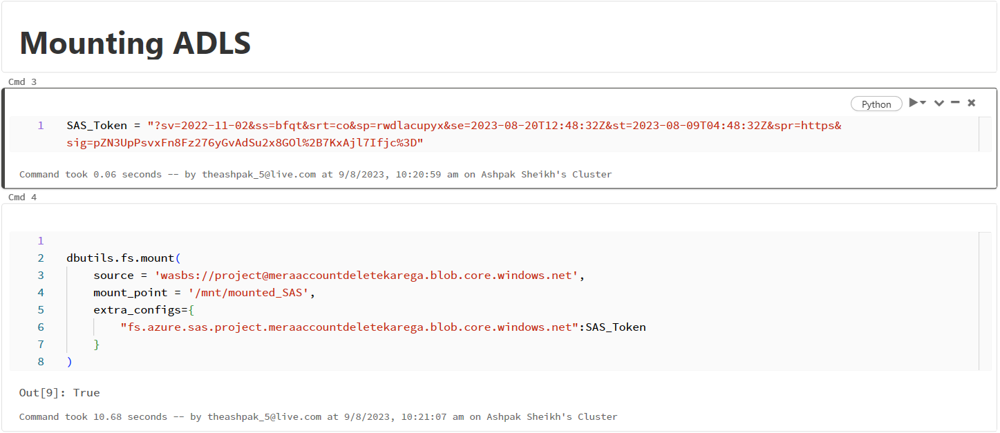 Mounting ADLS
Cmd 3
Python
1 SAS_Token = "?sv=2022-11-02&ss=bfqt&srt=co&sp=rwdlacupyx&se=2023-08-20T12:48:32Z&st=2023-08-09T04:48:32Z&spr=https&
sig=pZN3UpPsvxFn8Fz276yGvAdSu2x8GOl%2B7KxAjl7Ifjc%3D"
Command took 0.06 seconds -- by theashpak_5@live.com at 9/8/2023, 10:20:59 am on Ashpak Sheikh's Cluster
Cmd 4
1
2 dbutils.fs.mount(
3 source = 'wasbs://project@meraaccountdeletekarega.blob.core.windows.net',
4 mount_point = '/mnt/mounted_SAS',
5 extra_configs={
6 "fs.azure.sas.project.meraaccountdeletekarega.blob.core.windows.net":SAS_Token
7 }
8 )
Out[9]: True
Command took 10.68 seconds -- by theashpak_5@live.com at 9/8/2023, 10:21:07 am on Ashpak Sheikh's Cluster